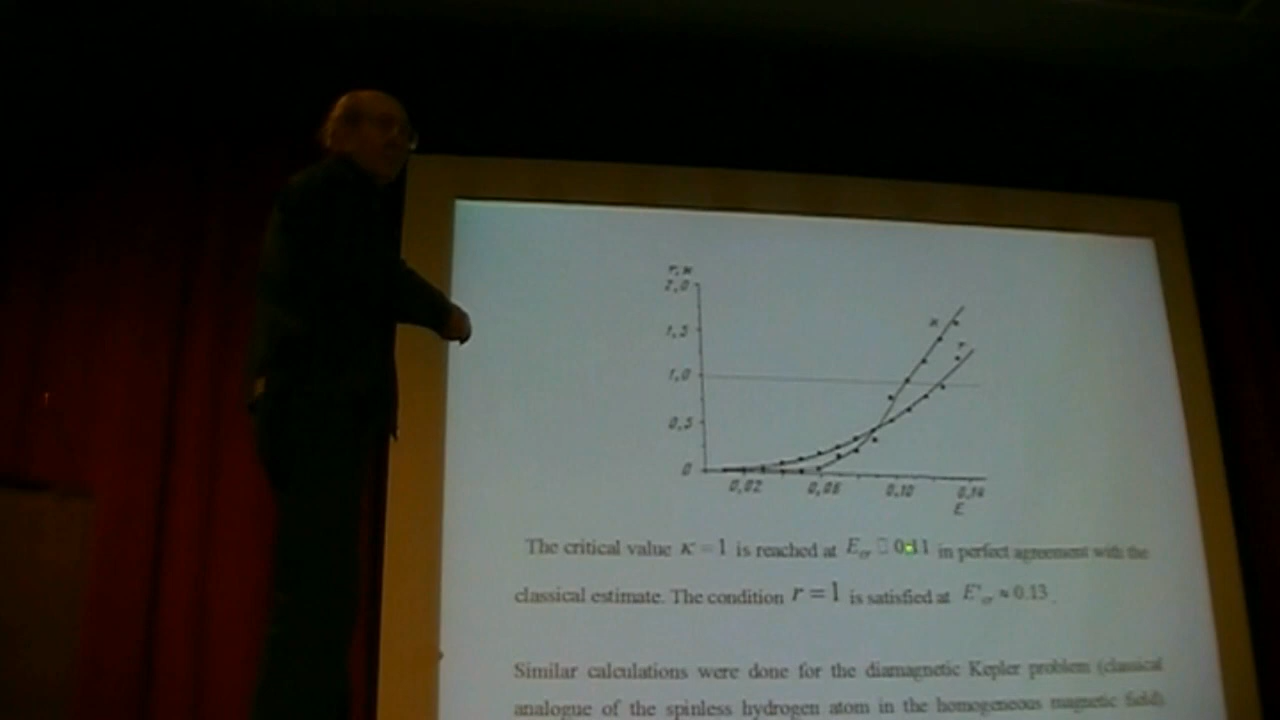 r, κ
2,0
1,5
1,0
0,5
0
κ
r
0,02 0,06 0,10 0,14
E
The critical value κ = 1 is reached at E_cr 0.11 in perfect agreement with the
classical estimate. The condition r = 1 is satisfied at E'_cr ≈ 0.13.
Similar calculations were done for the diamagnetic Kepler problem (classical
analogue of the spinless hydrogen atom in the homogeneous magnetic field)